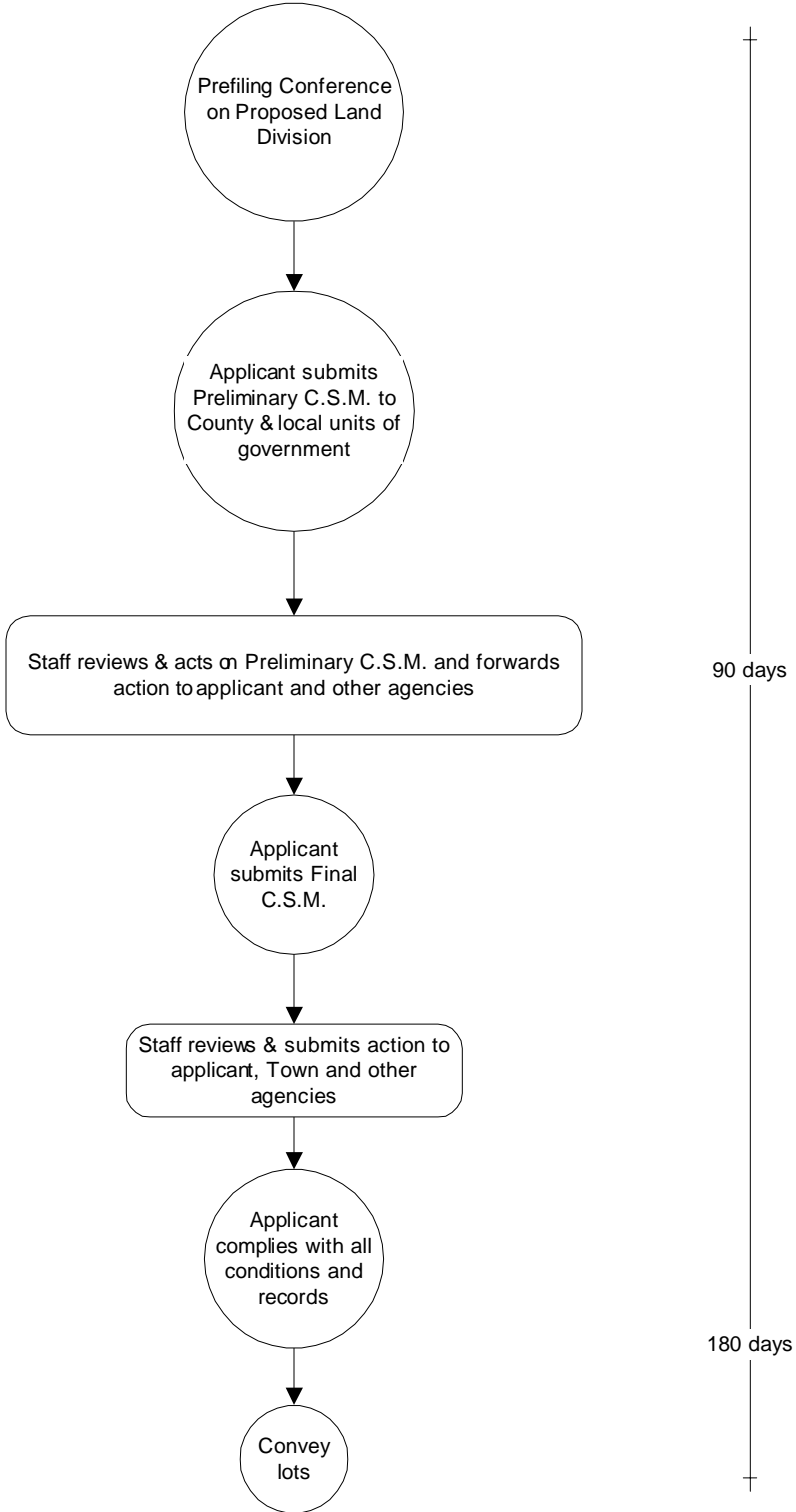 Prefiling Conference
on Proposed Land
Division
Applicant submits
Preliminary C.S.M. to
County & local units of
government
Staff reviews & acts on Preliminary C.S.M. and forwards
action to applicant and other agencies
90 days
Applicant
submits Final
C.S.M.
Staff reviews & submits action to
applicant, Town and other
agencies
Applicant
complies with all
conditions and
records
180 days
Convey
lots